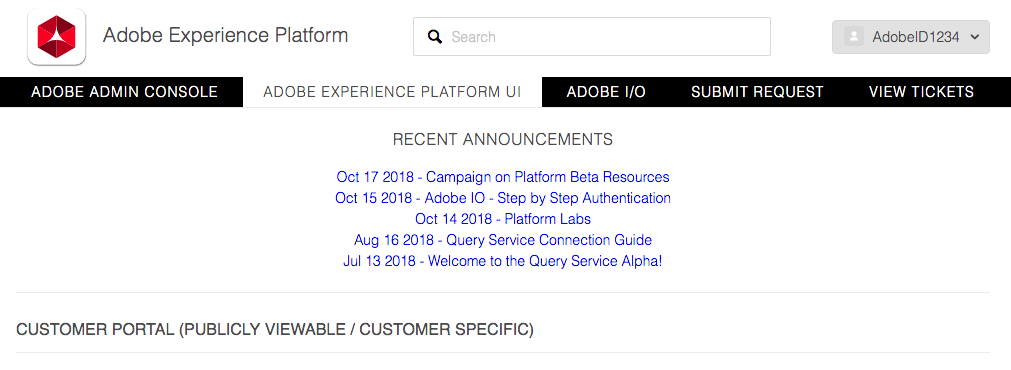 Adobe Experience Platform
Search
AdobeID1234
ADOBE ADMIN CONSOLE
ADOBE EXPERIENCE PLATFORM UI
ADOBE I/O
SUBMIT REQUEST
VIEW TICKETS
RECENT ANNOUNCEMENTS
Oct 17 2018 - Campaign on Platform Beta Resources
Oct 15 2018 - Adobe IO - Step by Step Authentication
Oct 14 2018 - Platform Labs
Aug 16 2018 - Query Service Connection Guide
Jul 13 2018 - Welcome to the Query Service Alpha!
CUSTOMER PORTAL (PUBLICLY VIEWABLE / CUSTOMER SPECIFIC)